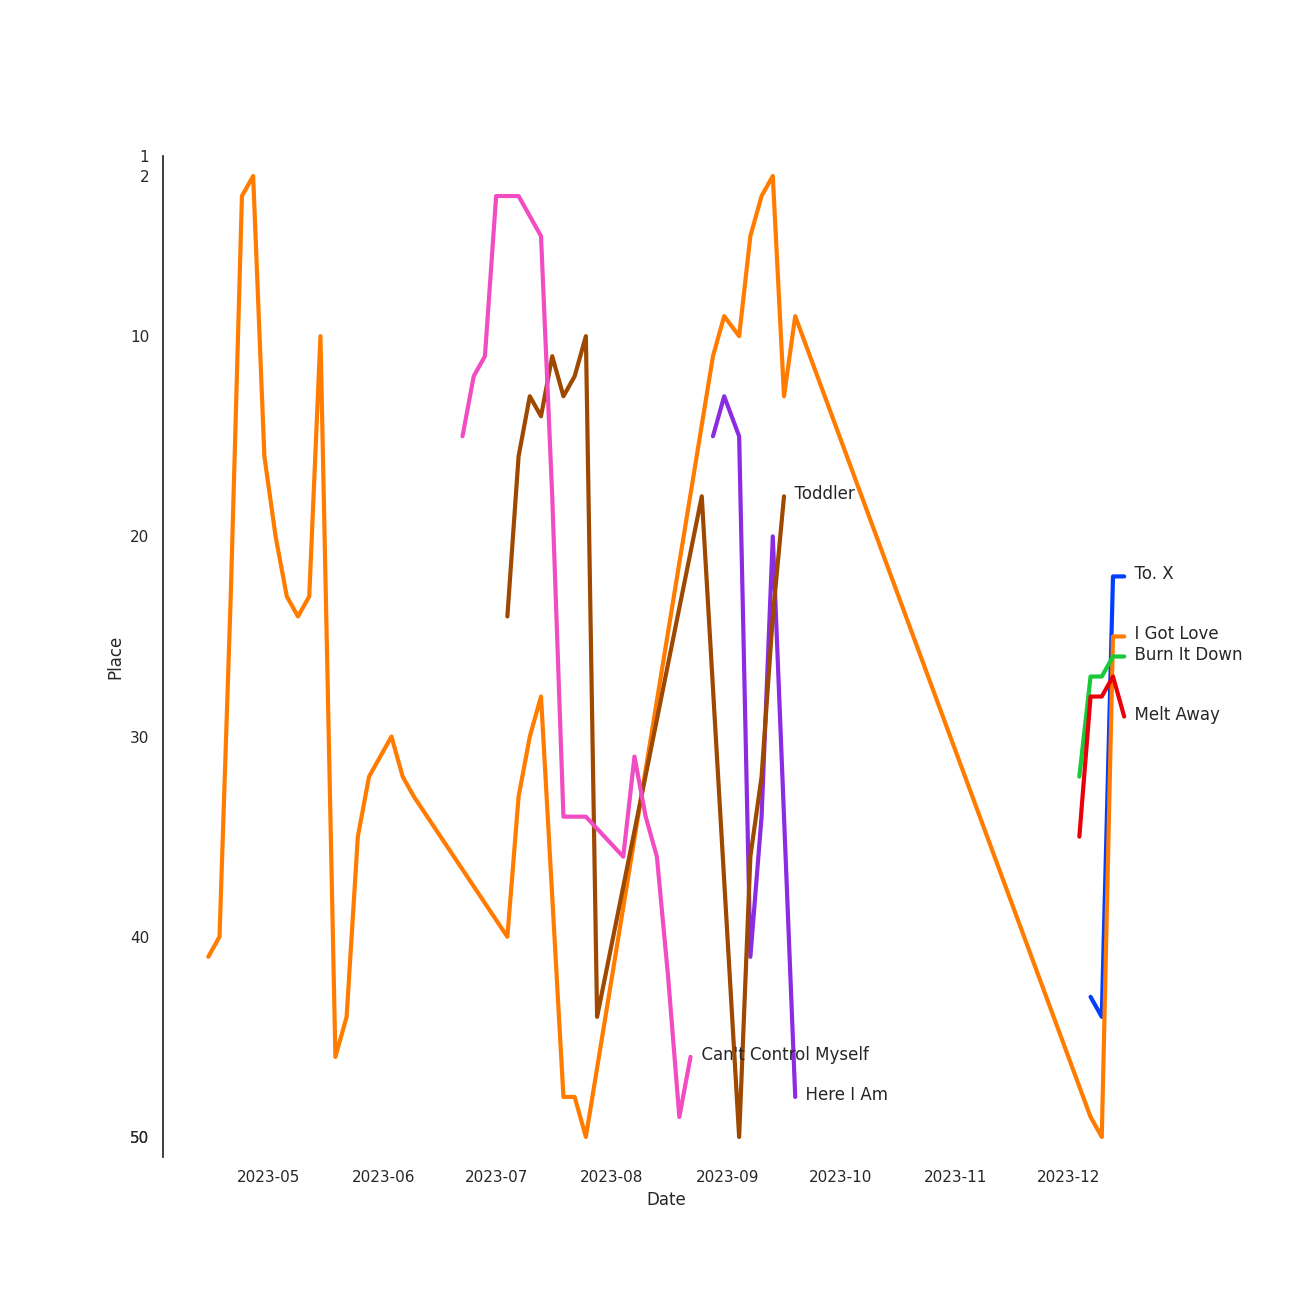 1
2
10
20
30
40
50
Place
Toddler
To. X
I Got Love
Burn It Down
Melt Away
Can't Control Myself
Here I Am
2023-05
2023-06
2023-07
2023-08
2023-09
2023-10
2023-11
2023-12
Date